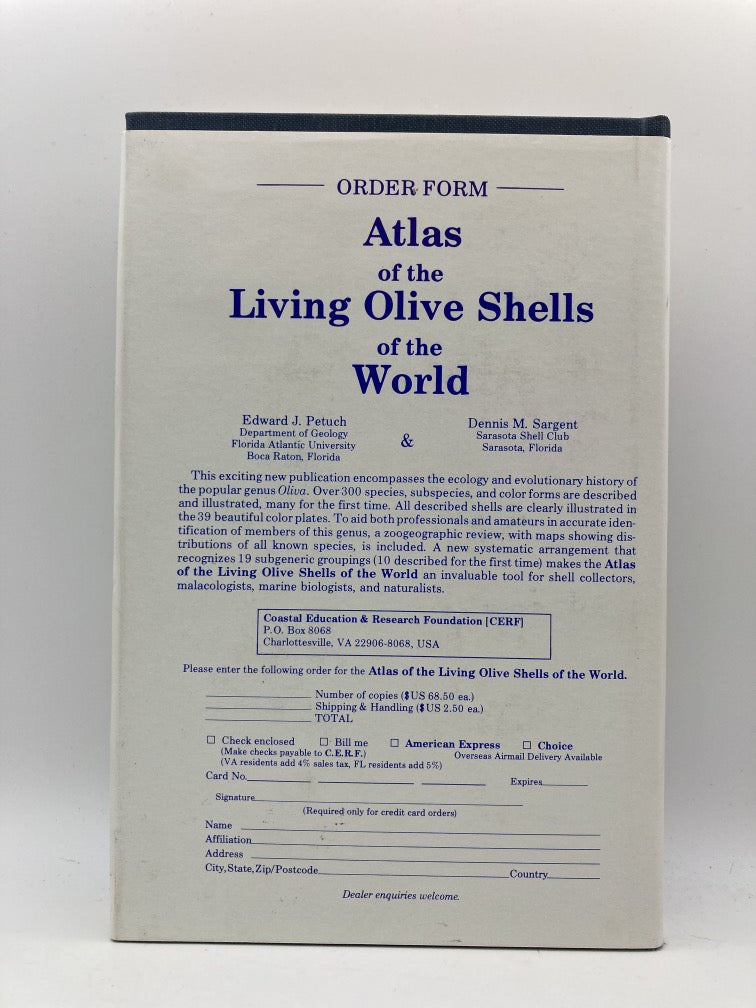 ORDER FORM
Atlas
of the
Living Olive Shells
of the
World
Edward J. Petuch
Department of Geology
Florida Atlantic University
Boca Raton, Florida
&
Dennis M. Sargent
Sarasota Shell Club
Sarasota, Florida
This exciting new publication encompasses the ecology and evolutionary history of
the popular genus Oliva. Over 300 species, subspecies, and color forms are described
and illustrated, many for the first time. All described shells are clearly illustrated in
the 39 beautiful color plates. To aid both professionals and amateurs in accurate iden-
tification of members of this genus, a zoogeographic review, with maps showing dis-
tributions of all known species, is included. A new systematic arrangement that
recognizes 19 subgeneric groupings (10 described for the first time) makes the Atlas
of the Living Olive Shells of the World an invaluable tool for shell collectors,
malacologists, marine biologists, and naturalists.
Coastal Education & Research Foundation [CERF]
P.O. Box 8068
Charlottesville, VA 22906-8068, USA
Please enter the following order for the Atlas of the Living Olive Shells of the World.
Number of copies ($US 68.50 ea.)
Shipping & Handling ($US 2.50 ea.)
TOTAL
Check enclosed Bill me American Express Choice
(Make checks payable to C.E.R.F.) Overseas Airmail Delivery Available
(VA residents add 4% sales tax, FL residents add 5%)
Card No. Expires
Signature
(Required only for credit card orders)
Name
Affiliation
Address
City, State, Zip/Postcode Country
Dealer enquiries welcome.